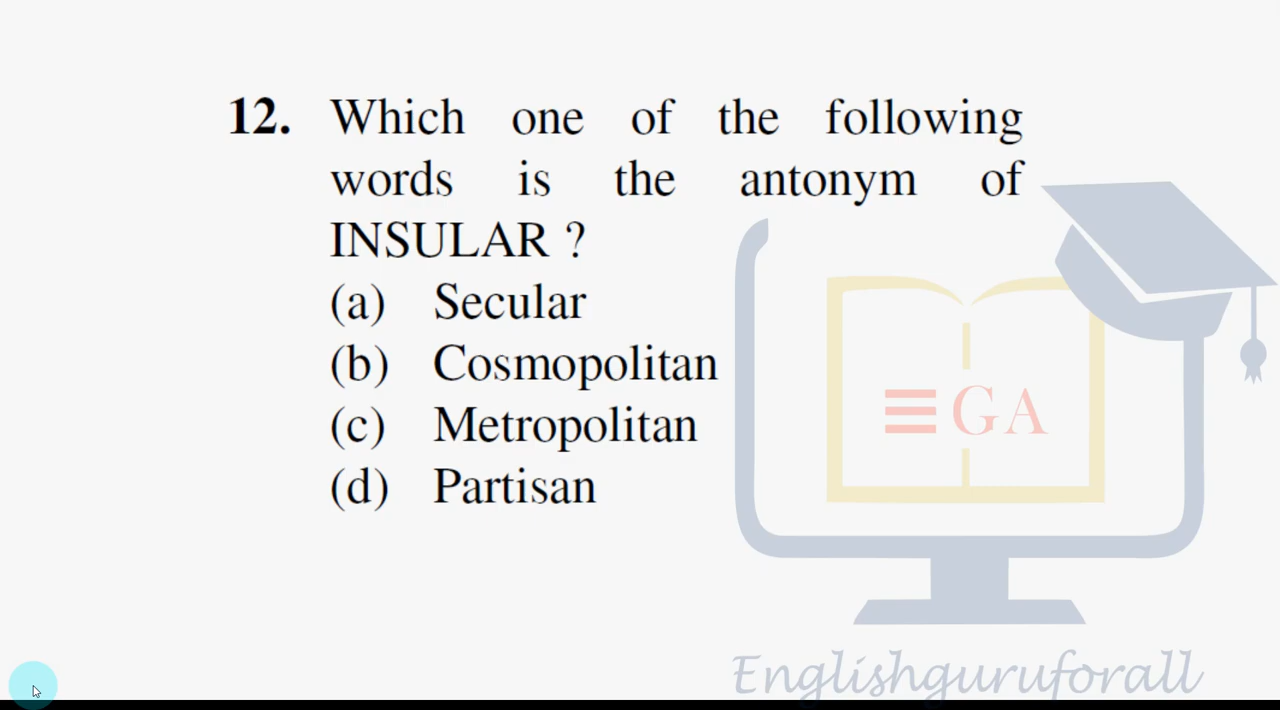 12. Which one of the following
words is the antonym of
INSULAR ?
(a) Secular
(b) Cosmopolitan
(c) Metropolitan
(d) Partisan
GA
Englishguruforall